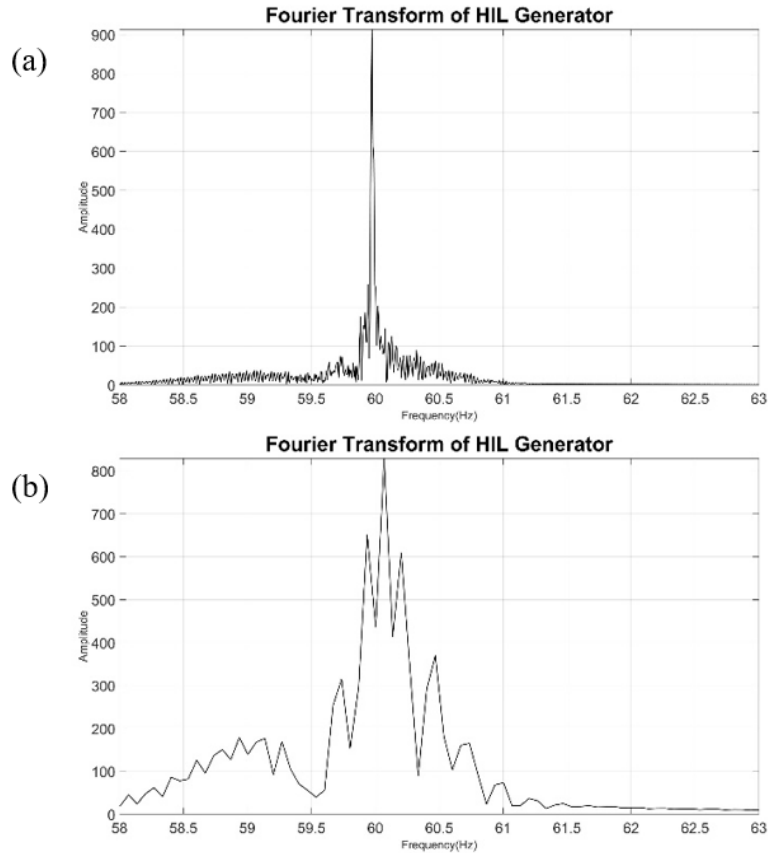 (a)
Fourier Transform of HIL Generator
900
800
700
600
500
400
300
200
100
0
Amplitude
58 58.5 59 59.5 60 60.5 61 61.5 62 62.5 63
Frequency(Hz)
(b)
Fourier Transform of HIL Generator
800
700
600
500
400
300
200
100
0
Amplitude
58 58.5 59 59.5 60 60.5 61 61.5 62 62.5 63
Frequency(Hz)